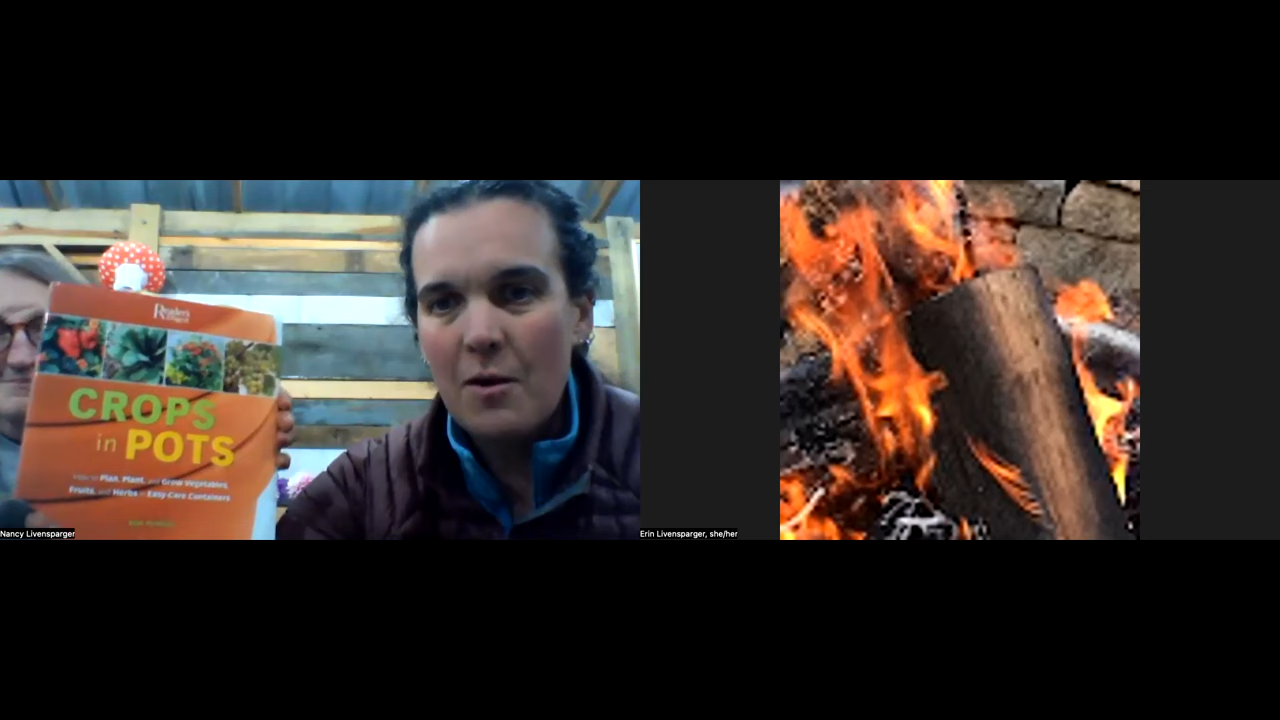 Reader's
Digest
CROPS
in POTS
How to Plan, Plant, and Grow Vegetables,
Fruits, and Herbs in Easy-Care Containers
Nancy Livensparger
Erin Livensparger, she/her